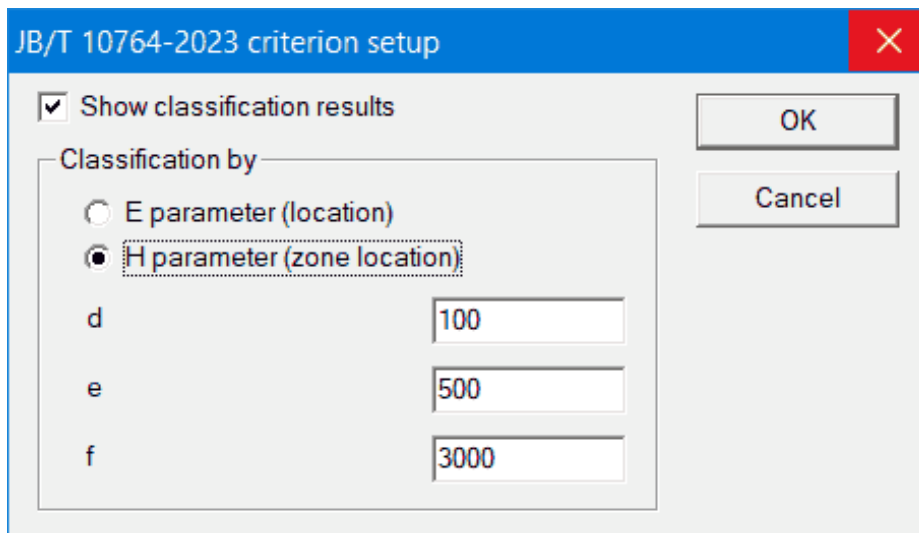 JB/T 10764-2023 criterion setup
Show classification results
OK
Classification by
Cancel
E parameter (location)
H parameter (zone location)
d 100
e 500
f 3000